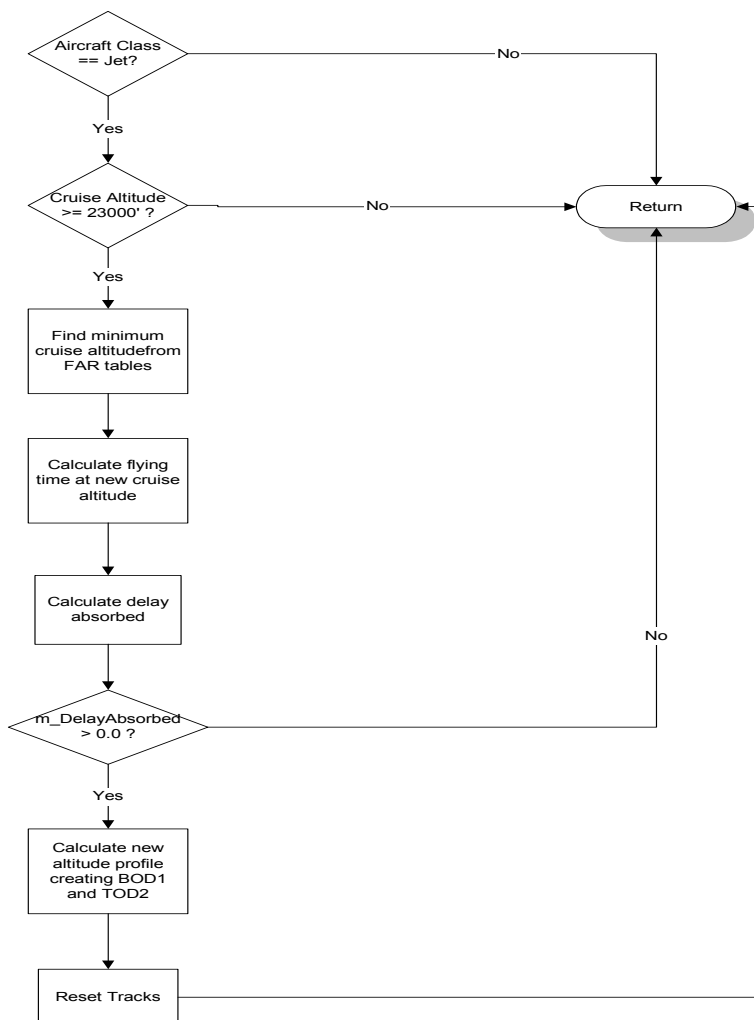 Aircraft Class
== Jet?
No
Yes
Cruise Altitude
>= 23000' ?
No
Return
Yes
Find minimum
cruise altitudefrom
FAR tables
Calculate flying
time at new cruise
altitude
Calculate delay
absorbed
No
m_DelayAbsorbed
> 0.0 ?
Yes
Calculate new
altitude profile
creating BOD1
and TOD2
Reset Tracks